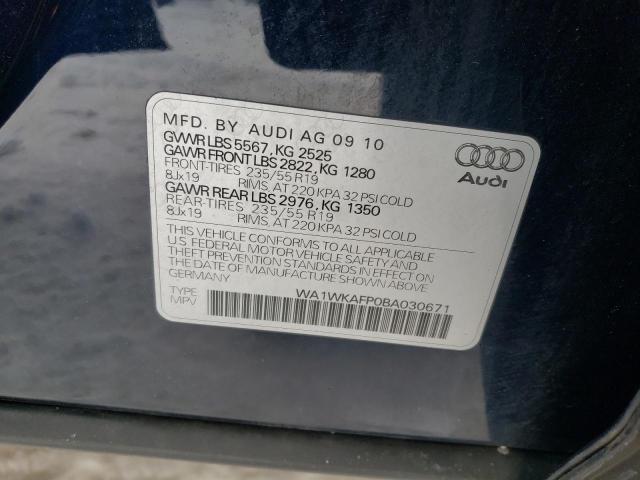 MFD. BY AUDI AG 09 10
GVWR LBS 5567, KG 2525
GAWR FRONT LBS 2822, KG 1280
FRONT-TIRES 235/55 R19
8Jx19 RIMS, AT 220 KPA 32 PSI COLD
GAWR REAR LBS 2976, KG 1350
REAR-TIRES 235/55 R19
8Jx19 RIMS, AT 220 KPA 32 PSI COLD
THIS VEHICLE CONFORMS TO ALL APPLICABLE
U.S. FEDERAL MOTOR VEHICLE SAFETY AND
THEFT PREVENTION STANDARDS IN EFFECT ON
THE DATE OF MANUFACTURE SHOWN ABOVE
GERMANY
TYPE WA1WKAFP0BA030671
MPV
Audi